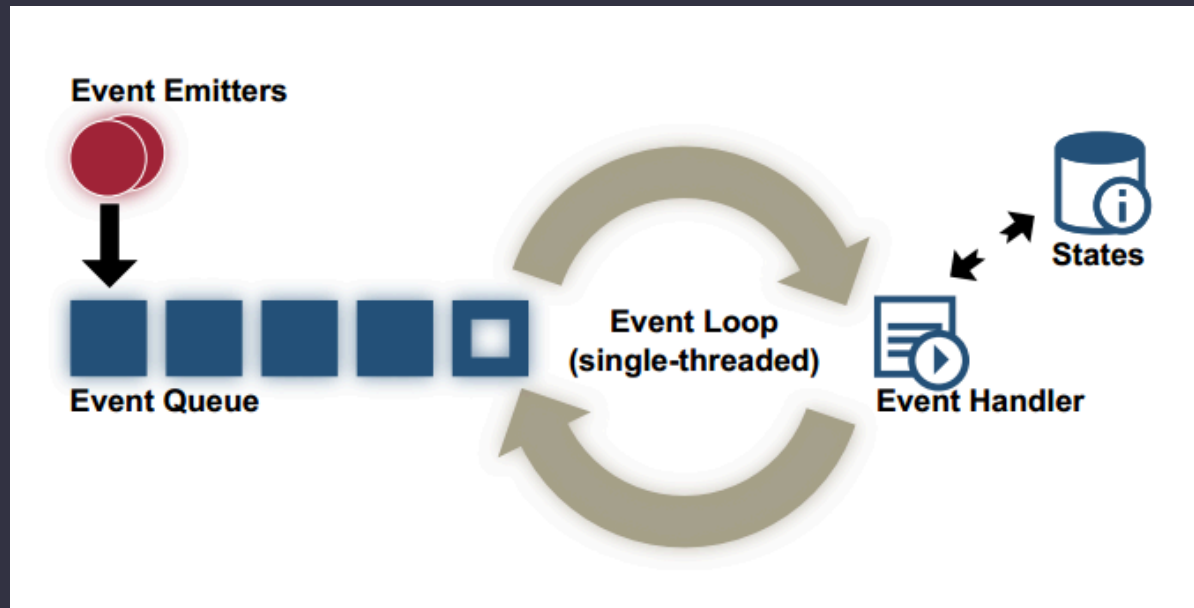 Event Emitters
Event Queue
Event Loop
(single-threaded)
Event Handler
States